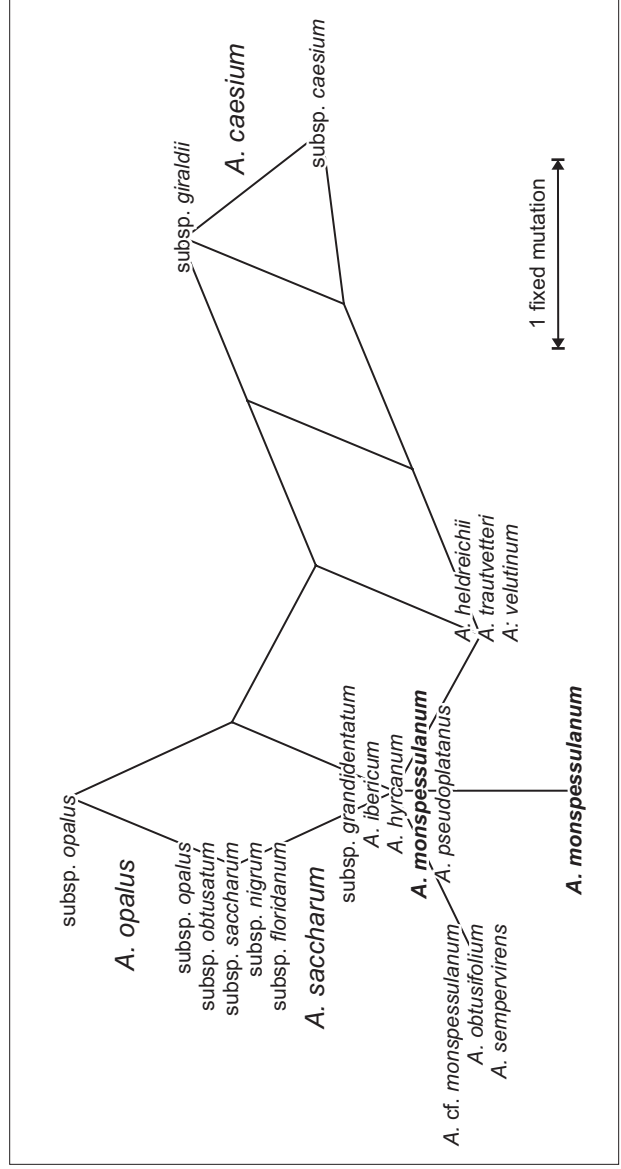 subsp. giraldii
A. caesium
subsp. caesium
1 fixed mutation
subsp. opalus
A. opalus
subsp. opalus
subsp. obtusatum
subsp. saccharum
subsp. nigrum
subsp. floridanum
A. saccharum
subsp. grandidentatum
A. ibericum
A. hyrcanum
A. monspessulanum
A. pseudoplatanus
A. heldreichii
A. trautvetteri
A: velutinum
A. cf. monspessulanum
A. obtusifolium
A. sempervirens
A. monspessulanum